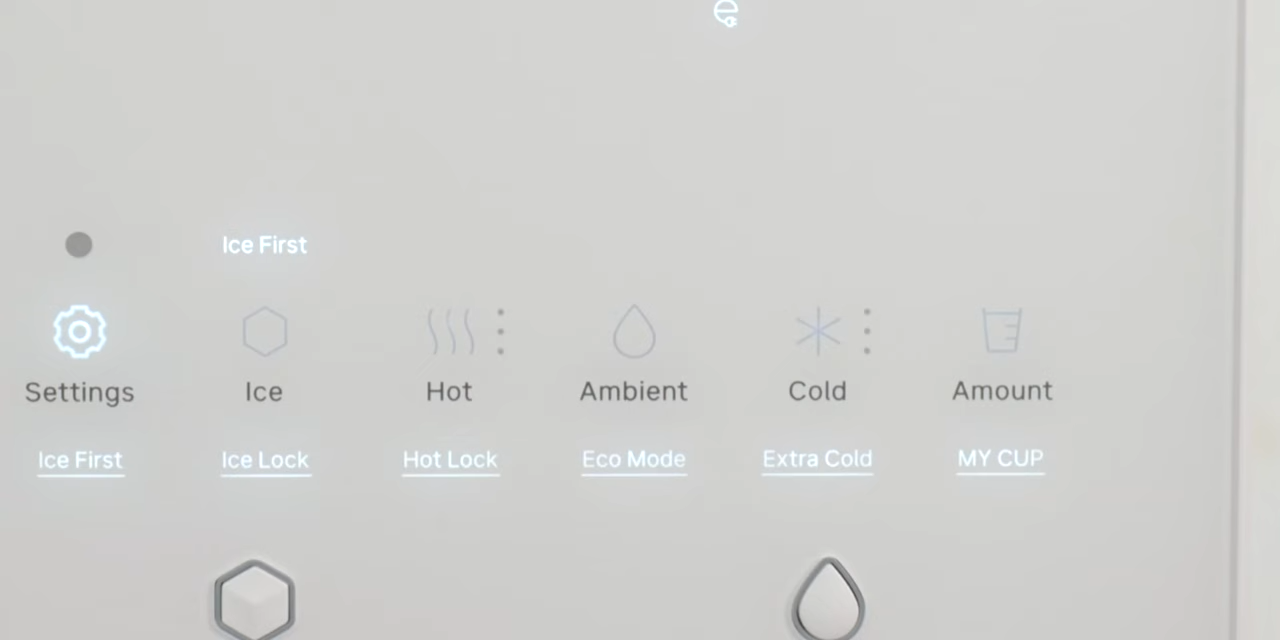 Ice First
Settings Ice Hot Ambient Cold Amount
Ice First Ice Lock Hot Lock Eco Mode Extra Cold MY CUP